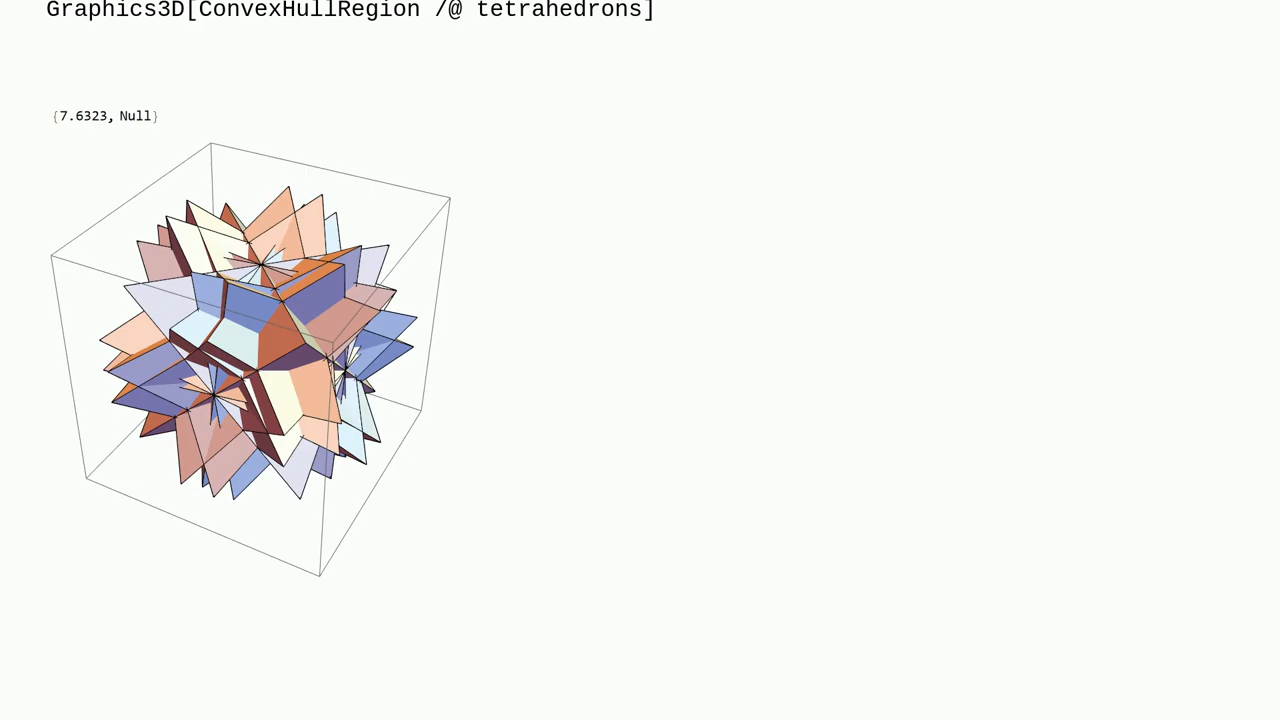 Graphics3D[ConvexHullRegion /@ tetrahedrons]
{7.6323, Null}